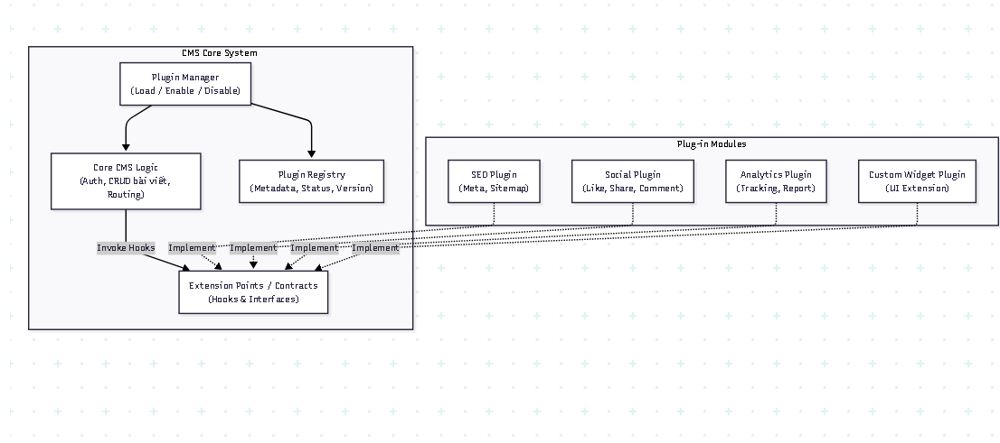 CMS Core System
Plugin Manager
(Load / Enable / Disable)
Core CMS Logic
(Auth, CRUD bài viết,
Routing)
Plugin Registry
(Metadata, Status, Version)
Invoke Hooks
Implement
Implement
Implement
Implement
Extension Points / Contracts
(Hooks & Interfaces)
Plug-in Modules
SEO Plugin
(Meta, Sitemap)
Social Plugin
(Like, Share, Comment)
Analytics Plugin
(Tracking, Report)
Custom Widget Plugin
(UI Extension)